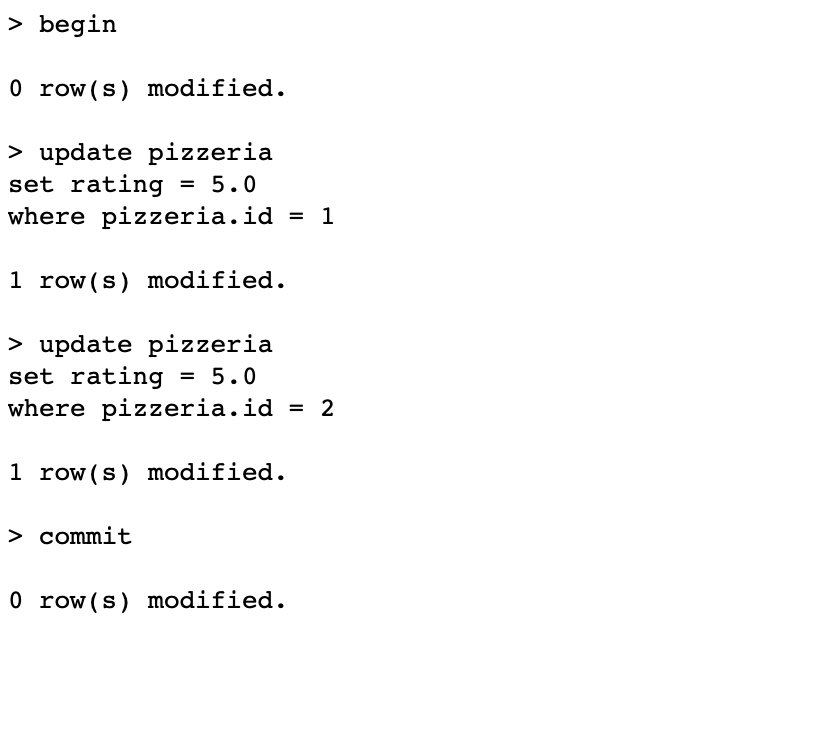 > begin
0 row(s) modified.
> update pizzeria
set rating = 5.0
where pizzeria.id = 1
1 row(s) modified.
> update pizzeria
set rating = 5.0
where pizzeria.id = 2
1 row(s) modified.
> commit
0 row(s) modified.